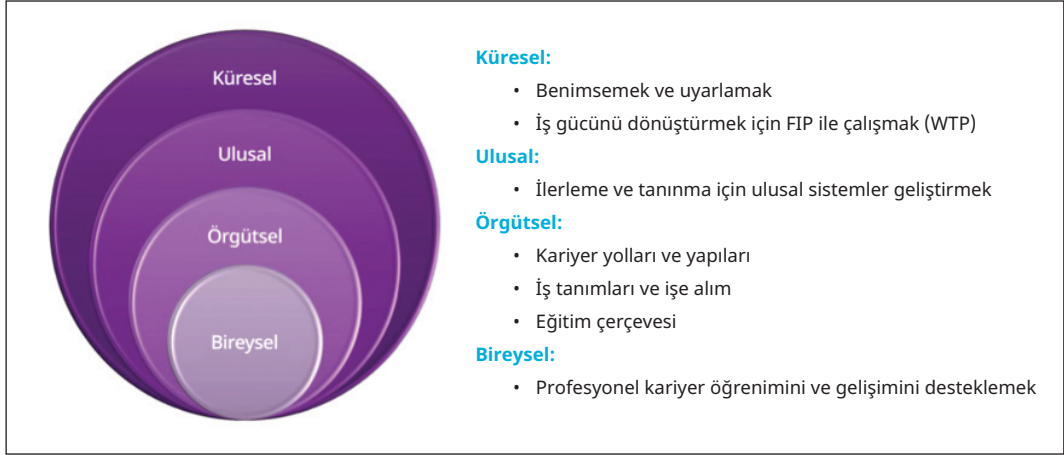 Küresel
Ulusal
Örgütsel
Bireysel
Küresel:
• Benimsemek ve uyarlamak
• İş gücünü dönüştürmek için FIP ile çalışmak (WTP)
Ulusal:
• İlerleme ve tanınma için ulusal sistemler geliştirmek
Örgütsel:
• Kariyer yolları ve yapıları
• İş tanımları ve işe alım
• Eğitim çerçevesi
Bireysel:
• Profesyonel kariyer öğrenimini ve gelişimini desteklemek